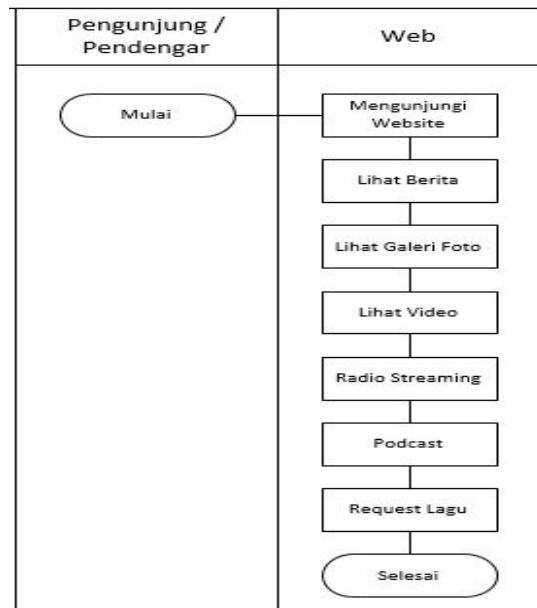 Pengunjung /
Pendengar
Web
Mulai
Mengunjungi
Website
Lihat Berita
Lihat Galeri Foto
Lihat Video
Radio Streaming
Podcast
Request Lagu
Selesai